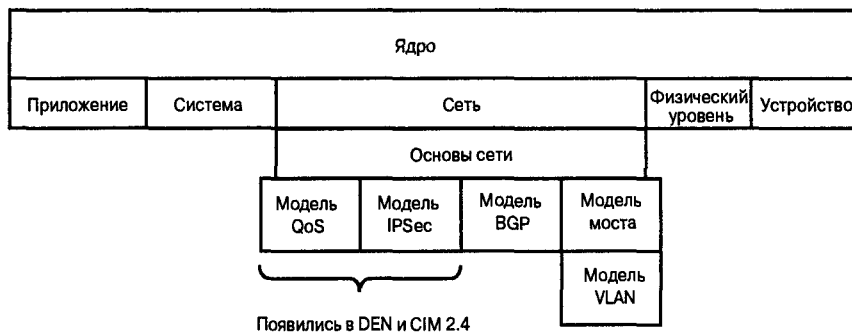 Ядро
Приложение
Система
Сеть
Физический
уровень
Устройство
Основы сети
Модель
QoS
Модель
IPSec
Модель
BGP
Модель
моста
Модель
VLAN
Появились в DEN и CIM 2.4